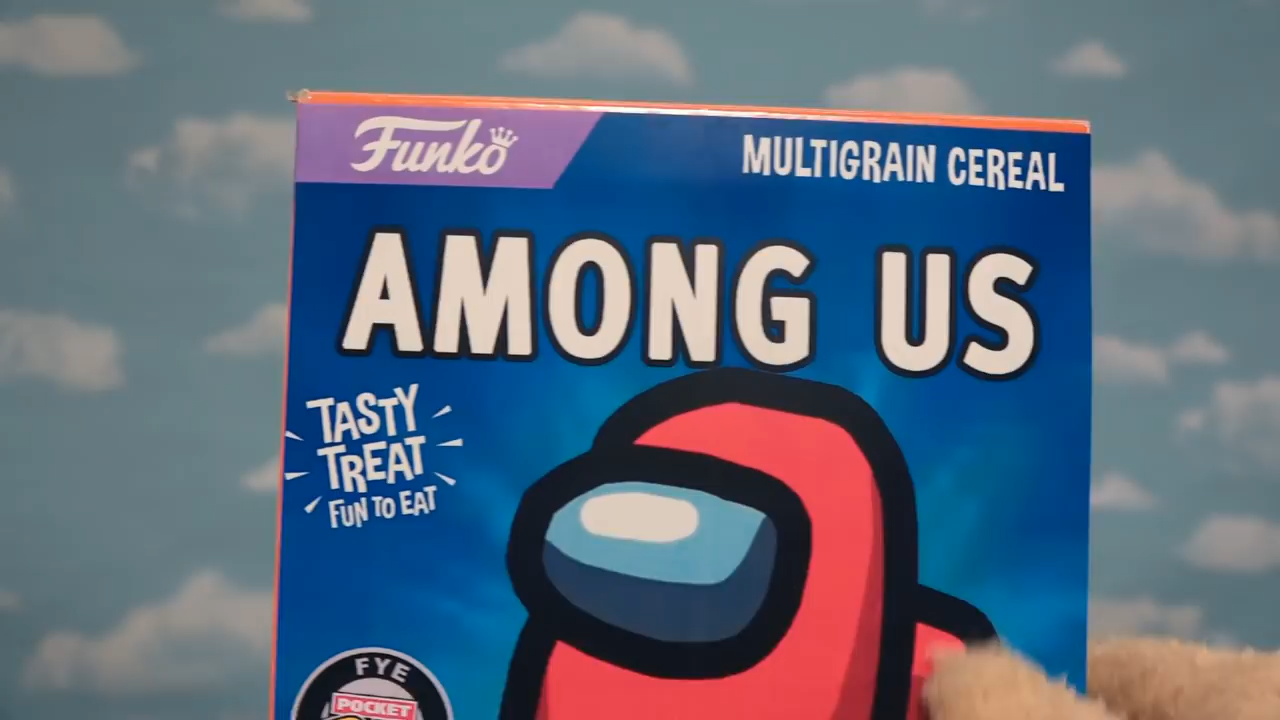 Funko
MULTIGRAIN CEREAL
AMONG US
TASTY
TREAT
FUN TO EAT
FYE
POCKET